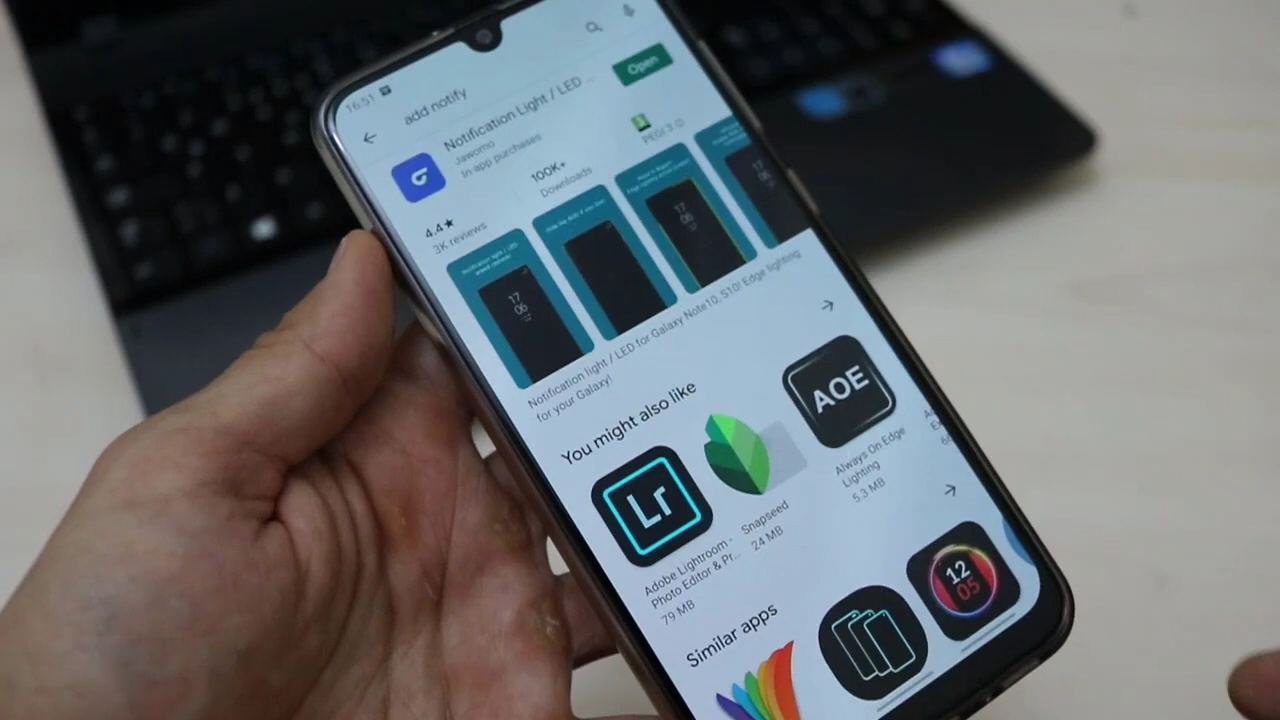 16:51
add notify
Notification Light / LED ...
Jawomo
In app purchases
Open
4.4★
3K reviews
100K+
Downloads
PEGI 3
17
06
17
06
17
06
Notification light / LED for Galaxy Note10, S10! Edge lighting
for your Galaxy!
You might also like
Lr
Adobe Lightroom -
Photo Editor & Pr...
79 MB
Snapseed
24 MB
AOE
Always On Edge
Lighting
5.3 MB
Similar apps
12
05